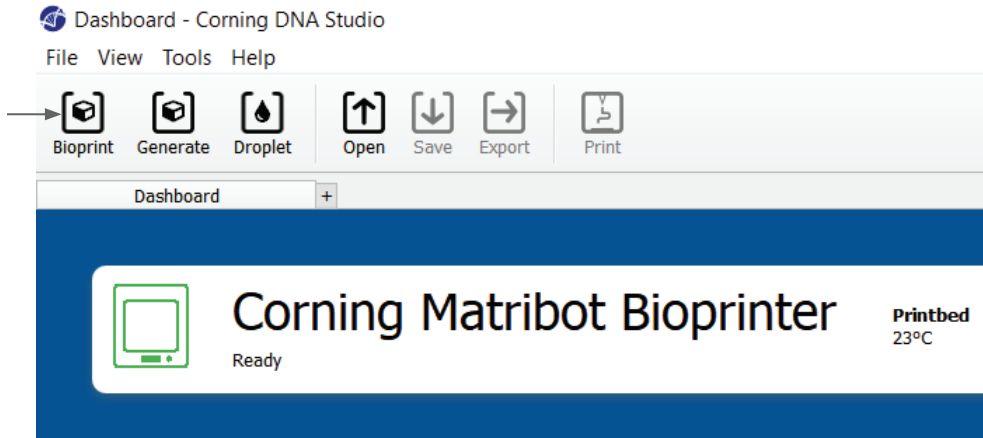 Dashboard - Corning DNA Studio
File View Tools Help
Bioprint Generate Droplet Open Save Export Print
Dashboard +
Corning Matribot Bioprinter
Ready
Printbed
23°C